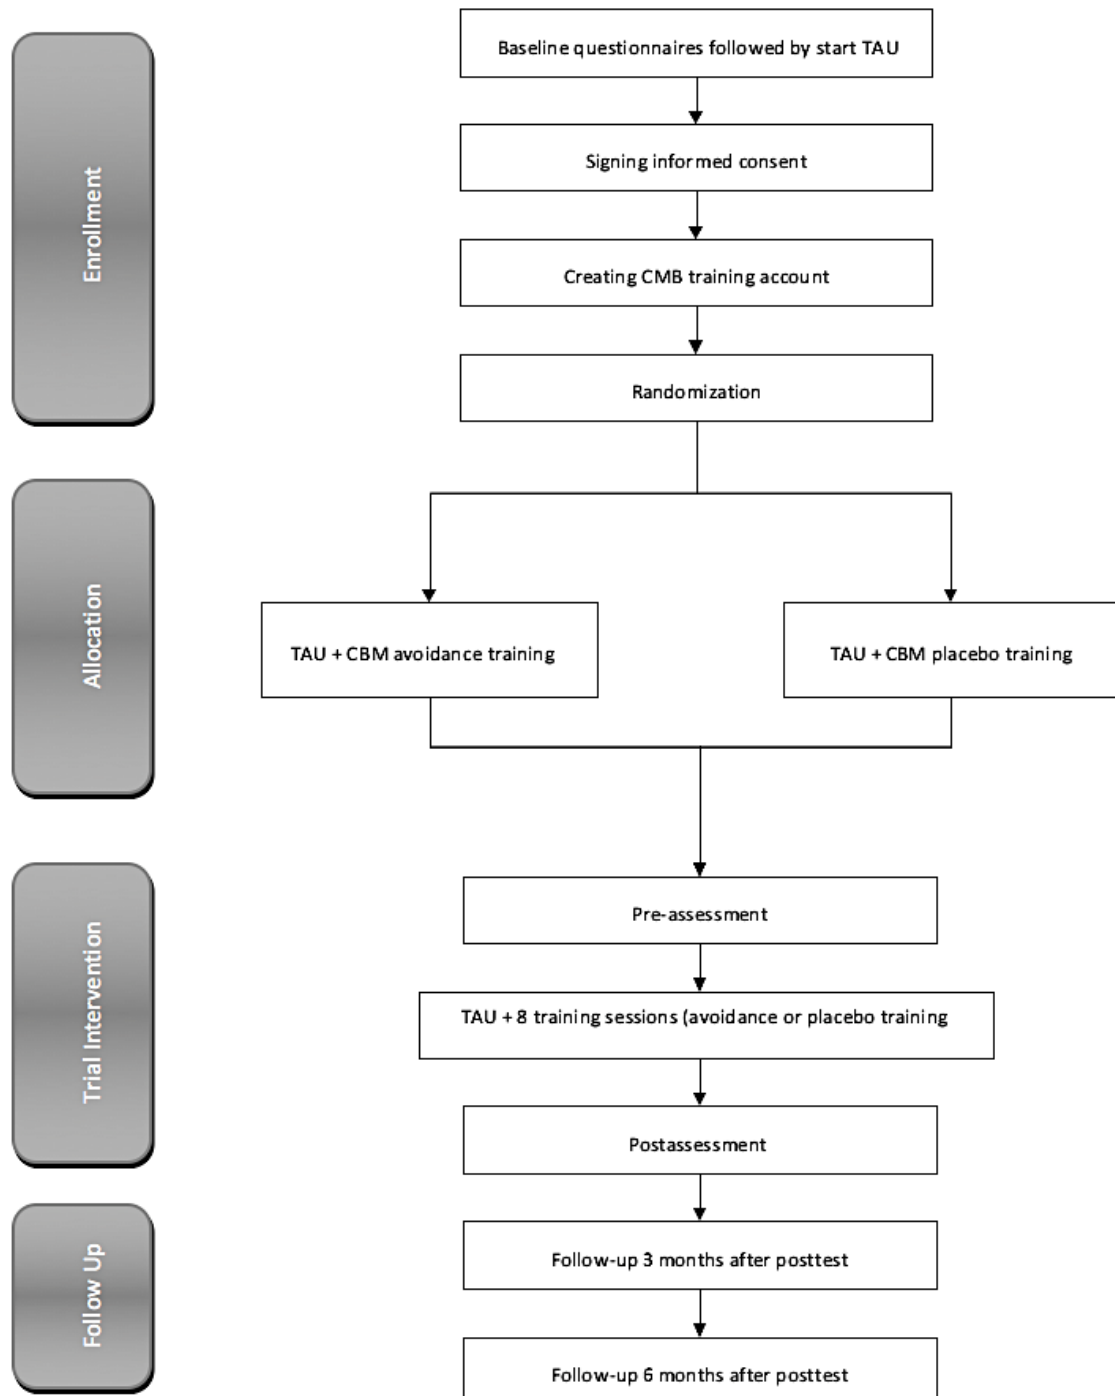 Baseline questionnaires followed by start TAU
Signing informed consent
Creating CMB training account
Randomization
Enrollment
TAU + CBM avoidance training
TAU + CBM placebo training
Allocation
Pre-assessment
TAU + 8 training sessions (avoidance or placebo training
Postassessment
Trial Intervention
Follow-up 3 months after posttest
Follow-up 6 months after posttest
Follow Up